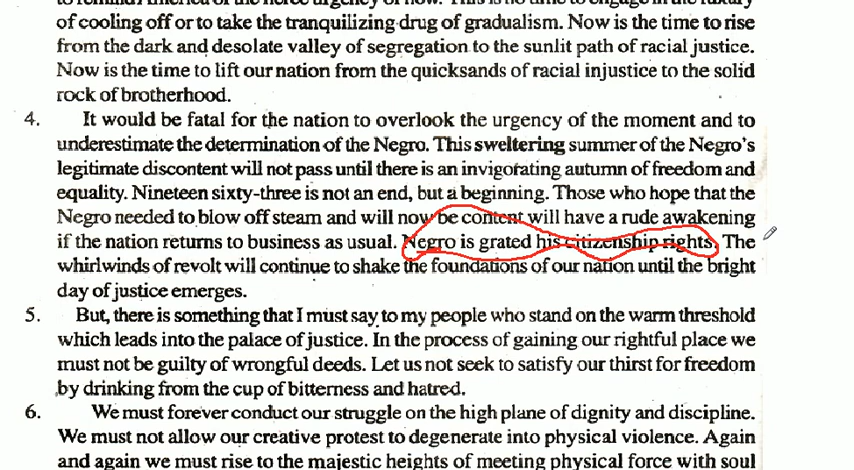 of cooling off or to take the tranquilizing drug of gradualism. Now is the time to rise
from the dark and desolate valley of segregation to the sunlit path of racial justice.
Now is the time to lift our nation from the quicksands of racial injustice to the solid
rock of brotherhood.
4. It would be fatal for the nation to overlook the urgency of the moment and to
underestimate the determination of the Negro. This sweltering summer of the Negro's
legitimate discontent will not pass until there is an invigorating autumn of freedom and
equality. Nineteen sixty-three is not an end, but a beginning. Those who hope that the
Negro needed to blow off steam and will now be content will have a rude awakening
if the nation returns to business as usual. Negro is grated his citizenship rights. The
whirlwinds of revolt will continue to shake the foundations of our nation until the bright
day of justice emerges.
5. But, there is something that I must say to my people who stand on the warm threshold
which leads into the palace of justice. In the process of gaining our rightful place we
must not be guilty of wrongful deeds. Let us not seek to satisfy our thirst for freedom
by drinking from the cup of bitterness and hatred.
6. We must forever conduct our struggle on the high plane of dignity and discipline.
We must not allow our creative protest to degenerate into physical violence. Again
and again we must rise to the majestic heights of meeting physical force with soul